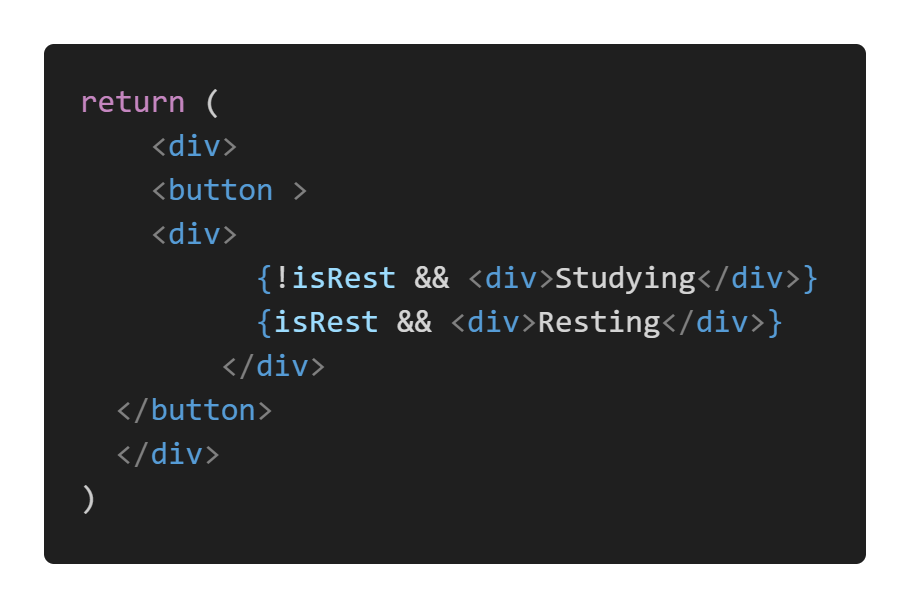 return (
    <div>
    <button >
    <div>
          {!isRest && <div>Studying</div>}
          {isRest && <div>Resting</div>}
        </div>
  </button>
  </div>
)